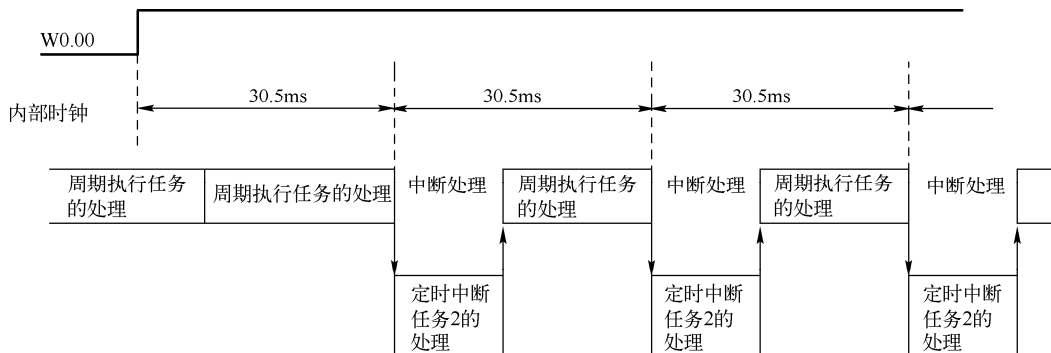 W0.00
30.5ms
30.5ms
30.5ms
内部时钟
周期执行任务
的处理
周期执行任务的处理
中断处理
周期执行任务
的处理
中断处理
周期执行任务
的处理
中断处理
定时中断
任务2的
处理
定时中断
任务2的
处理
定时中断
任务2的
处理